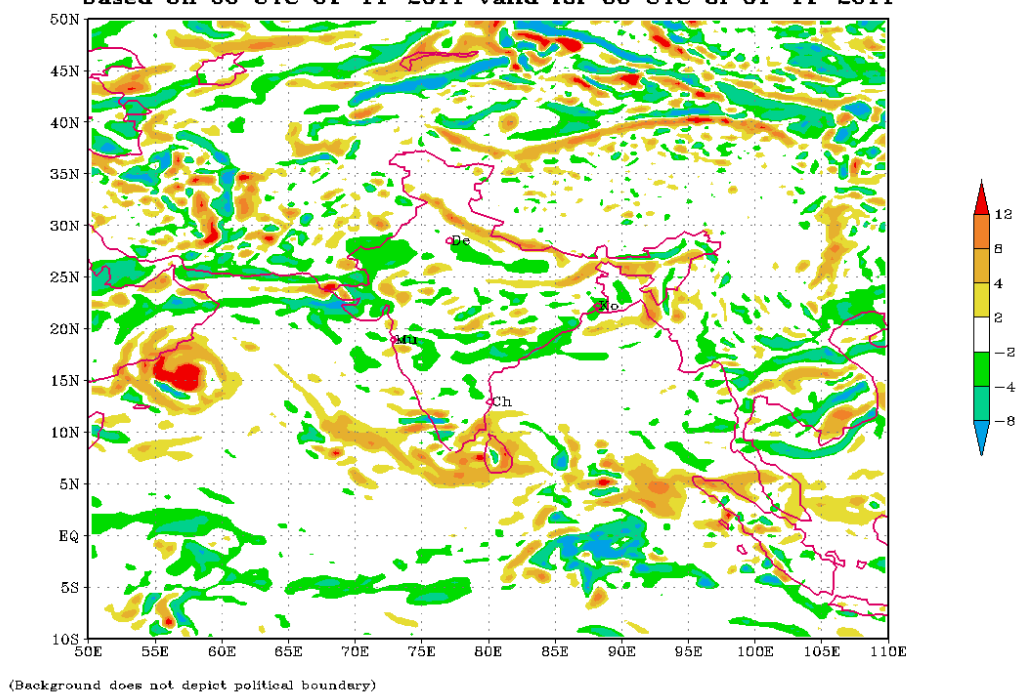 50N
45N
40N
35N
30N
25N
20N
15N
10N
5N
EQ
5S
10S
50E 55E 60E 65E 70E 75E 80E 85E 90E 95E 100E 105E 110E
De
Ko
Mu
Ch
12
8
4
2
-2
-4
-8
(Background does not depict political boundary)